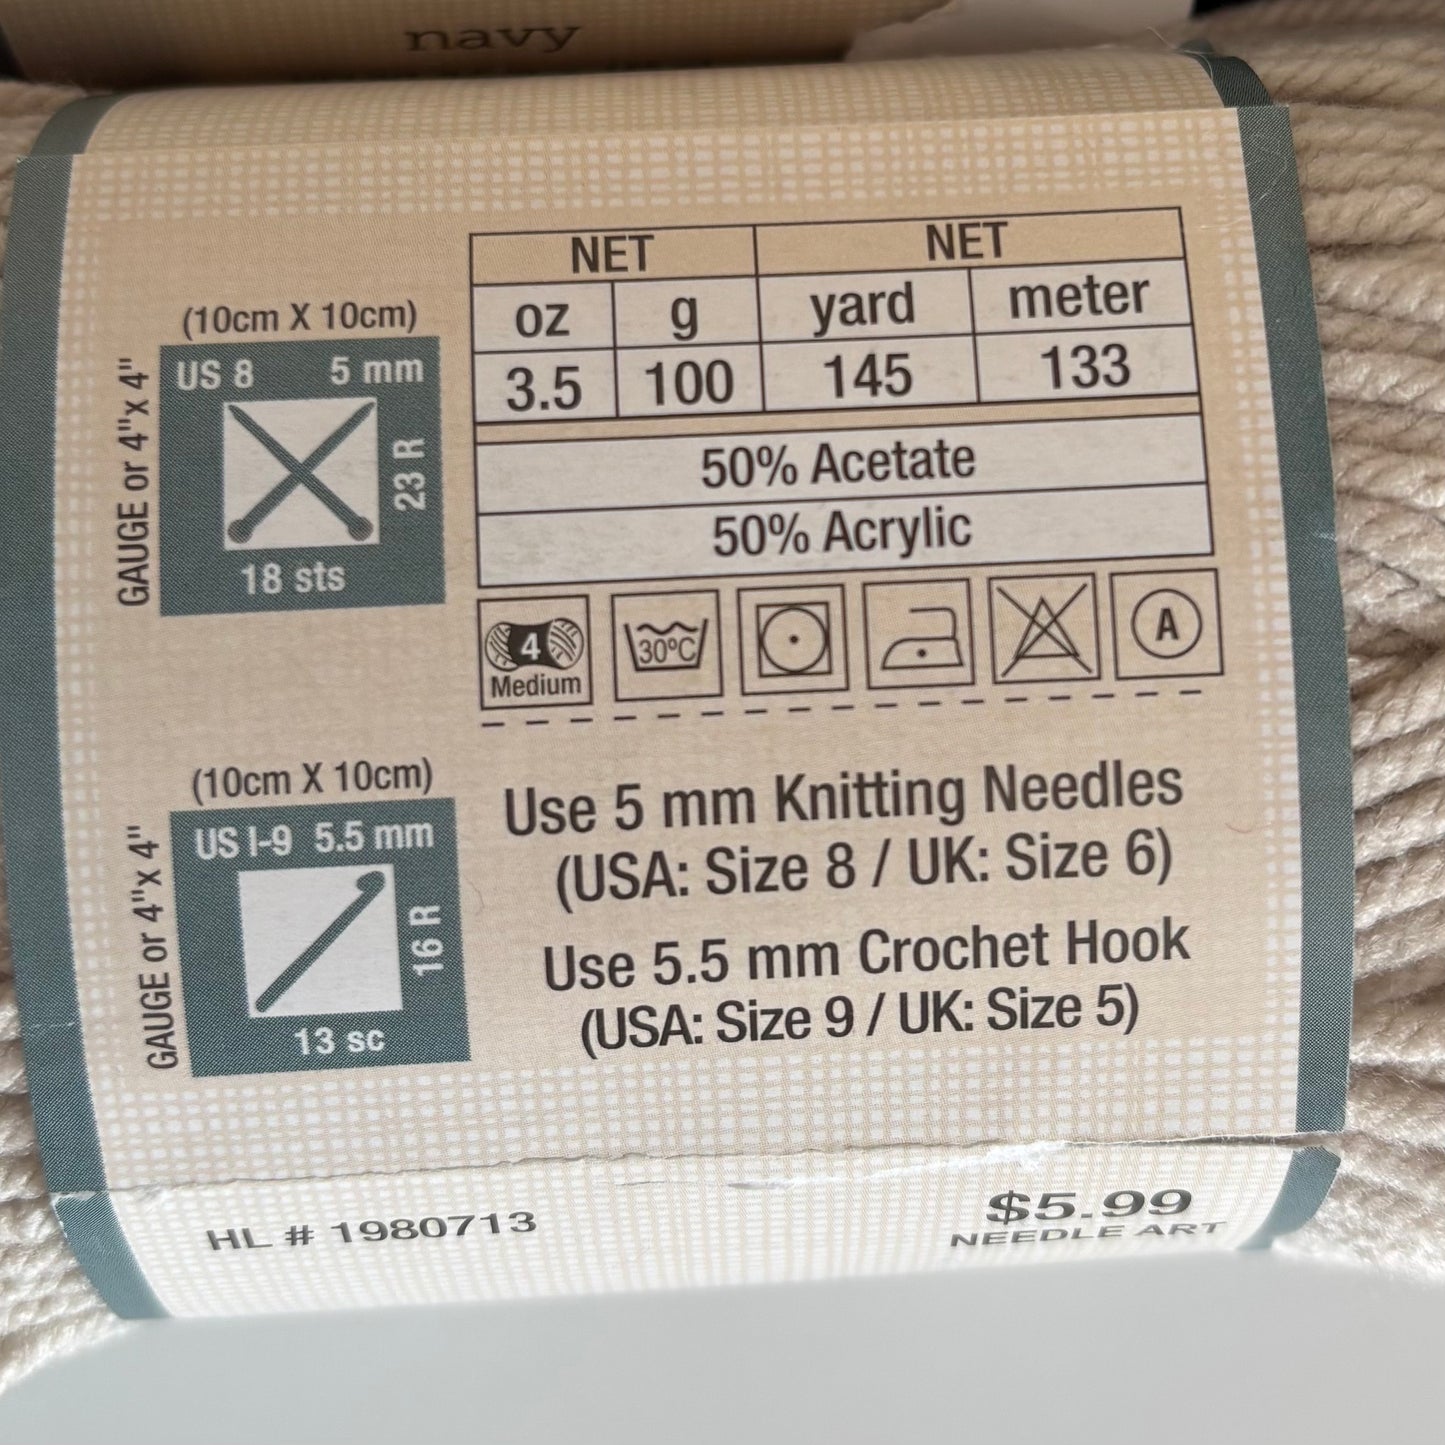 navy
(10cm X 10cm)
GAUGE or 4"x 4"
US 8 5 mm
23 R
18 sts
NET NET
oz g yard meter
3.5 100 145 133
50% Acetate
50% Acrylic
4
Medium
30ºC
A
(10cm X 10cm)
GAUGE or 4"x 4"
US I-9 5.5 mm
16 R
13 sc
Use 5 mm Knitting Needles
(USA: Size 8 / UK: Size 6)
Use 5.5 mm Crochet Hook
(USA: Size 9 / UK: Size 5)
HL # 1980713
$5.99
NEEDLE ART